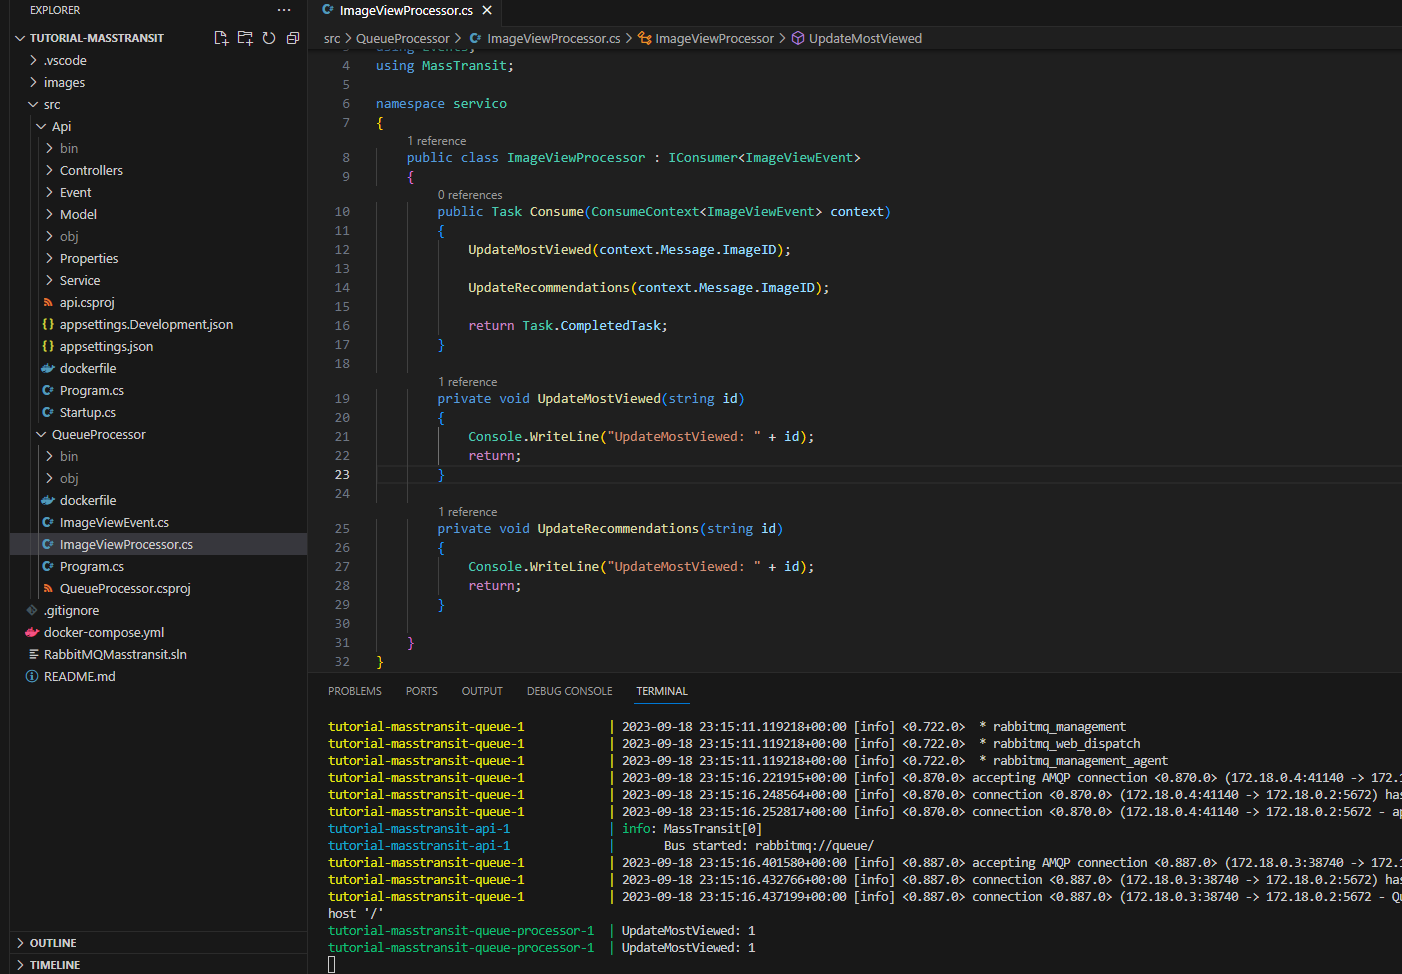 EXPLORER
TUTORIAL-MASSTRANSIT
.vscode
images
src
Api
bin
Controllers
Event
Model
obj
Properties
Service
api.csproj
appsettings.Development.json
appsettings.json
dockerfile
Program.cs
Startup.cs
QueueProcessor
bin
obj
dockerfile
ImageViewEvent.cs
ImageViewProcessor.cs
Program.cs
QueueProcessor.csproj
.gitignore
docker-compose.yml
RabbitMQMasstransit.sln
README.md
OUTLINE
TIMELINE
ImageViewProcessor.cs
src > QueueProcessor > ImageViewProcessor.cs > ImageViewProcessor > UpdateMostViewed
3 using Events;
4 using MassTransit;
5
6 namespace servico
7 {
1 reference
8 public class ImageViewProcessor : IConsumer<ImageViewEvent>
9 {
0 references
10 public Task Consume(ConsumeContext<ImageViewEvent> context)
11 {
12 UpdateMostViewed(context.Message.ImageID);
13
14 UpdateRecommendations(context.Message.ImageID);
15
16 return Task.CompletedTask;
17 }
18
1 reference
19 private void UpdateMostViewed(string id)
20 {
21 Console.WriteLine("UpdateMostViewed: " + id);
22 return;
23 }
24
1 reference
25 private void UpdateRecommendations(string id)
26 {
27 Console.WriteLine("UpdateMostViewed: " + id);
28 return;
29 }
30
31 }
32 }
PROBLEMS PORTS OUTPUT DEBUG CONSOLE TERMINAL
tutorial-masstransit-queue-1 | 2023-09-18 23:15:11.119218+00:00 [info] <0.722.0> * rabbitmq_management
tutorial-masstransit-queue-1 | 2023-09-18 23:15:11.119218+00:00 [info] <0.722.0> * rabbitmq_web_dispatch
tutorial-masstransit-queue-1 | 2023-09-18 23:15:11.119218+00:00 [info] <0.722.0> * rabbitmq_management_agent
tutorial-masstransit-queue-1 | 2023-09-18 23:15:16.221915+00:00 [info] <0.870.0> accepting AMQP connection <0.870.0> (172.18.0.4:41140 -> 172.1
tutorial-masstransit-queue-1 | 2023-09-18 23:15:16.248564+00:00 [info] <0.870.0> connection <0.870.0> (172.18.0.4:41140 -> 172.18.0.2:5672) has
tutorial-masstransit-queue-1 | 2023-09-18 23:15:16.252817+00:00 [info] <0.870.0> connection <0.870.0> (172.18.0.4:41140 -> 172.18.0.2:5672 - ap
tutorial-masstransit-api-1 | info: MassTransit[0]
tutorial-masstransit-api-1 | Bus started: rabbitmq://queue/
tutorial-masstransit-queue-1 | 2023-09-18 23:15:16.401580+00:00 [info] <0.887.0> accepting AMQP connection <0.887.0> (172.18.0.3:38740 -> 172.1
tutorial-masstransit-queue-1 | 2023-09-18 23:15:16.432766+00:00 [info] <0.887.0> connection <0.887.0> (172.18.0.3:38740 -> 172.18.0.2:5672) has
tutorial-masstransit-queue-1 | 2023-09-18 23:15:16.437199+00:00 [info] <0.887.0> connection <0.887.0> (172.18.0.3:38740 -> 172.18.0.2:5672 - Qu
host '/'
tutorial-masstransit-queue-processor-1 | UpdateMostViewed: 1
tutorial-masstransit-queue-processor-1 | UpdateMostViewed: 1